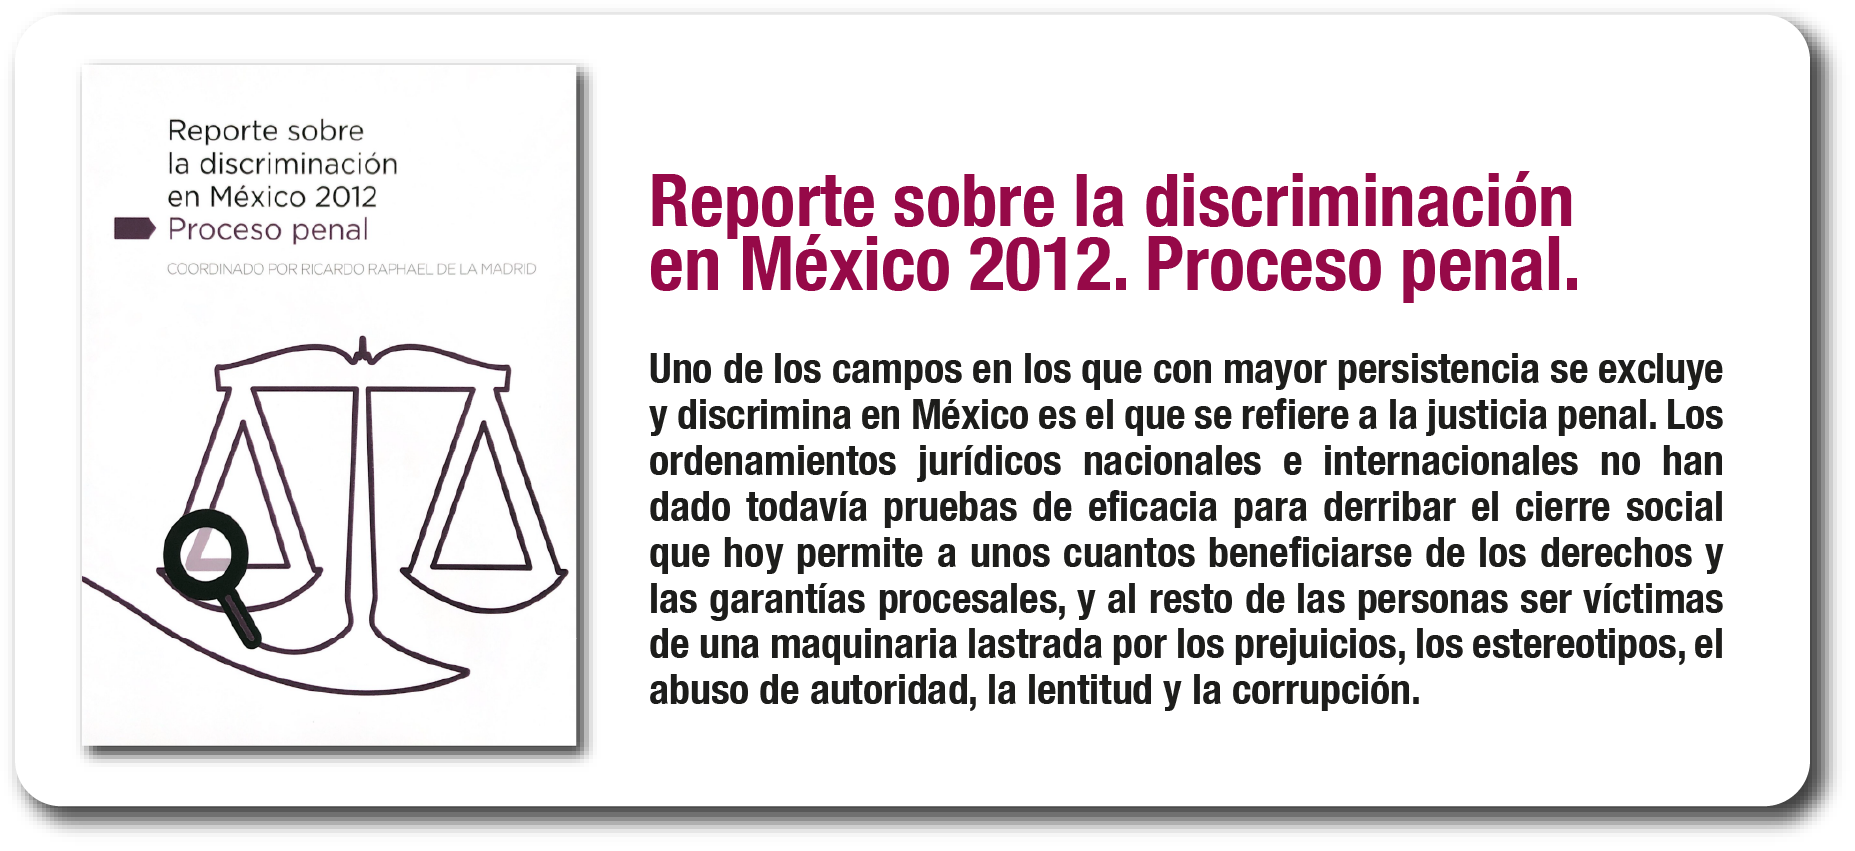 Reporte sobre
la discriminación
en México 2012
Proceso penal
COORDINADO POR RICARDO RAPHAEL DE LA MADRID
Reporte sobre la discriminación
en México 2012. Proceso penal.
Uno de los campos en los que con mayor persistencia se excluye
y discrimina en México es el que se refiere a la justicia penal. Los
ordenamientos jurídicos nacionales e internacionales no han
dado todavía pruebas de eficacia para derribar el cierre social
que hoy permite a unos cuantos beneficiarse de los derechos y
las garantías procesales, y al resto de las personas ser víctimas
de una maquinaria lastrada por los prejuicios, los estereotipos, el
abuso de autoridad, la lentitud y la corrupción.